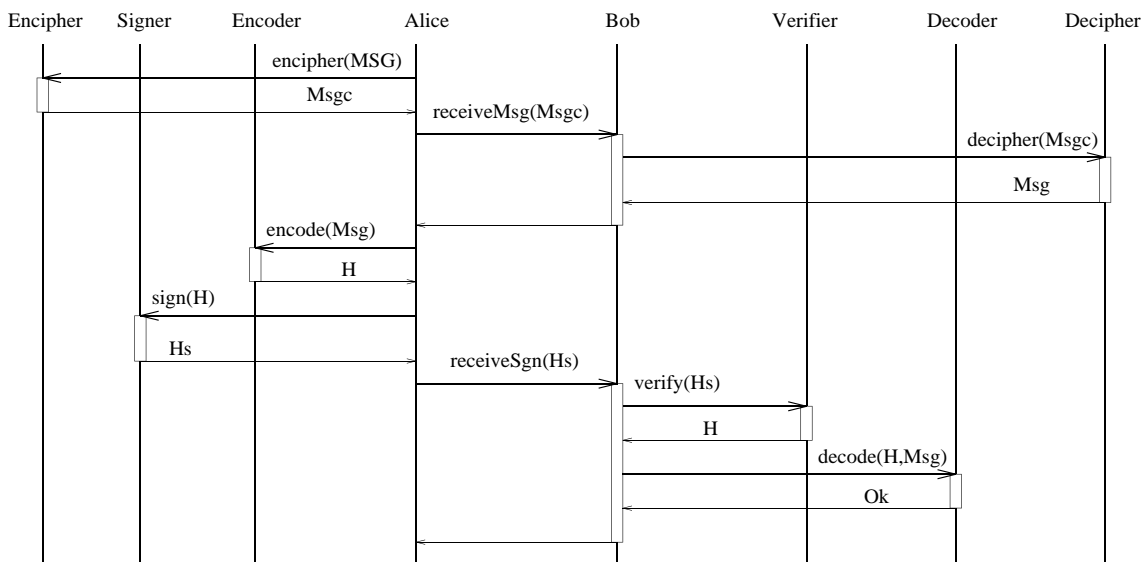 Encipher Signer Encoder Alice Bob Verifier Decoder Decipher
encipher(MSG)
Msgc
receiveMsg(Msgc)
decipher(Msgc)
Msg
encode(Msg)
H
sign(H)
Hs
receiveSgn(Hs)
verify(Hs)
H
decode(H,Msg)
Ok